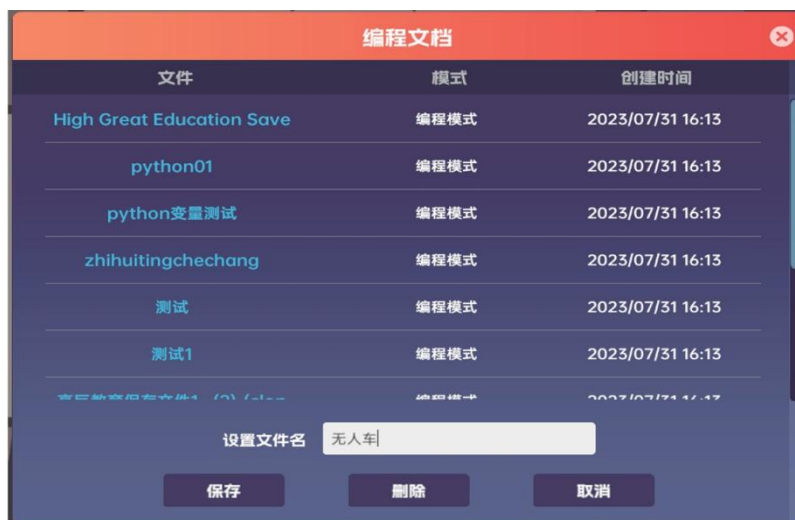 编程文档
文件 模式 创建时间
High Great Education Save 编程模式 2023/07/31 16:13
python01 编程模式 2023/07/31 16:13
python变量测试 编程模式 2023/07/31 16:13
zhihuitingchechang 编程模式 2023/07/31 16:13
测试 编程模式 2023/07/31 16:13
测试1 编程模式 2023/07/31 16:13
设置文件名 无人车
保存 删除 取消